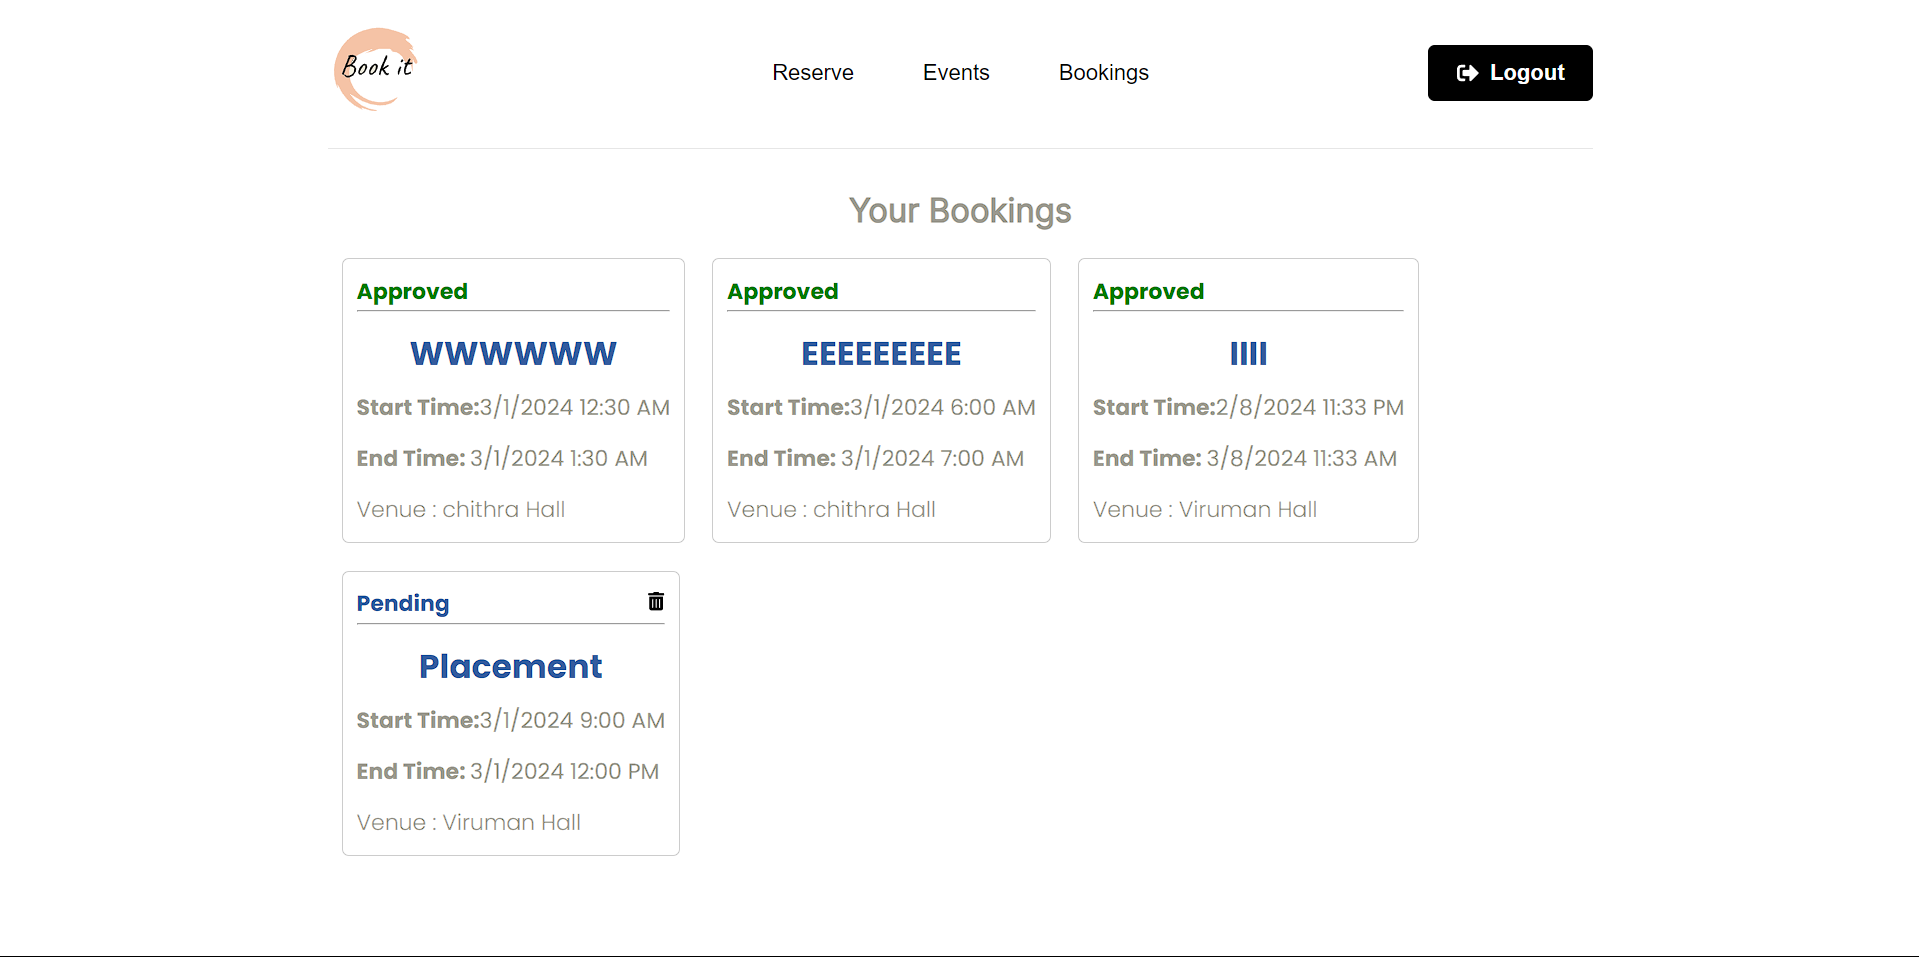 Book it
Reserve Events Bookings
Logout
Your Bookings
Approved
WWWWWW
Start Time:3/1/2024 12:30 AM
End Time: 3/1/2024 1:30 AM
Venue : chithra Hall
Approved
EEEEEEEEE
Start Time:3/1/2024 6:00 AM
End Time: 3/1/2024 7:00 AM
Venue : chithra Hall
Approved
IIII
Start Time:2/8/2024 11:33 PM
End Time: 3/8/2024 11:33 AM
Venue : Viruman Hall
Pending
Placement
Start Time:3/1/2024 9:00 AM
End Time: 3/1/2024 12:00 PM
Venue : Viruman Hall